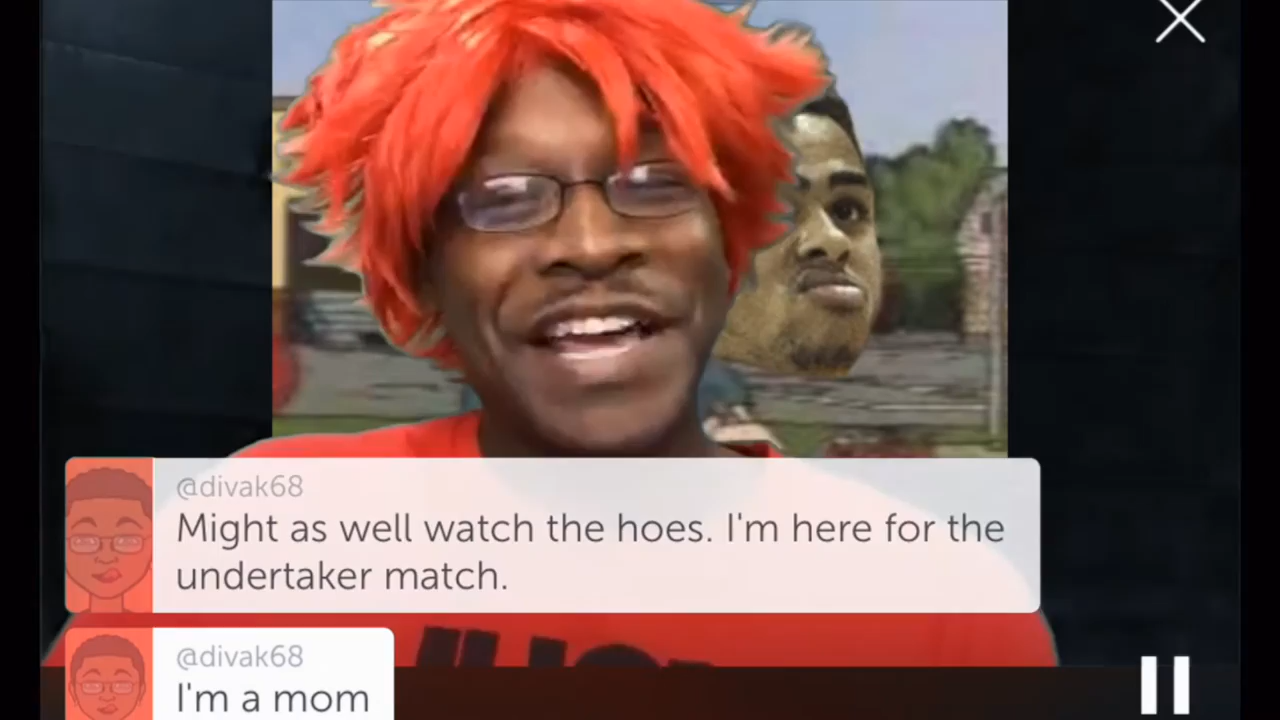 @divak68
Might as well watch the hoes. I'm here for the
undertaker match.
@divak68
I'm a mom